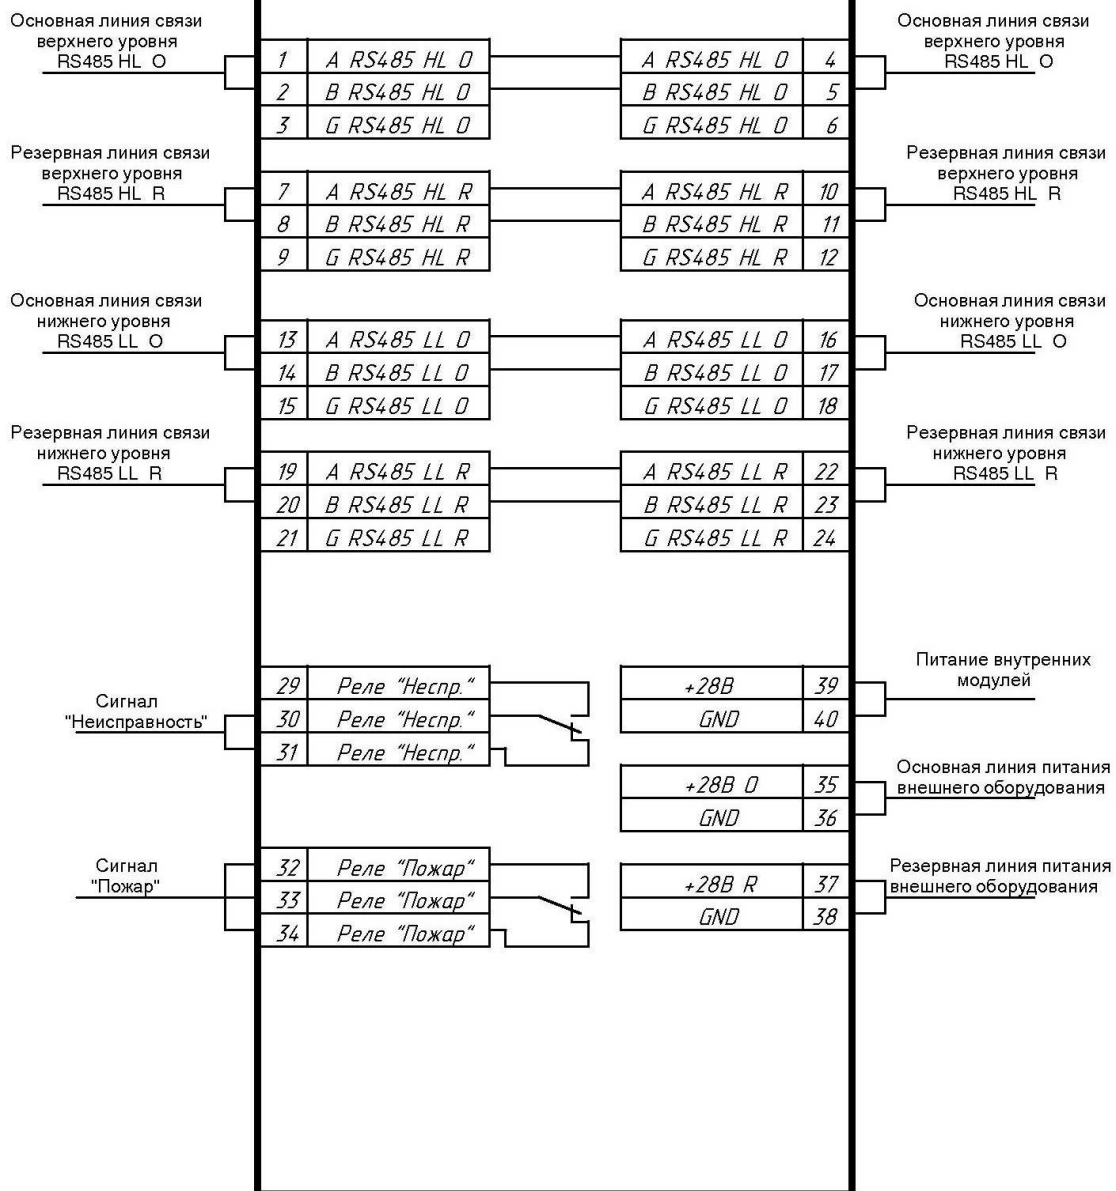 Основная линия связи
верхнего уровня
RS485 HL O
1 A RS485 HL O
2 B RS485 HL O
3 G RS485 HL O
A RS485 HL O 4
B RS485 HL O 5
G RS485 HL O 6
Основная линия связи
верхнего уровня
RS485 HL O
Резервная линия связи
верхнего уровня
RS485 HL R
7 A RS485 HL R
8 B RS485 HL R
9 G RS485 HL R
A RS485 HL R 10
B RS485 HL R 11
G RS485 HL R 12
Резервная линия связи
верхнего уровня
RS485 HL R
Основная линия связи
нижнего уровня
RS485 LL O
13 A RS485 LL O
14 B RS485 LL O
15 G RS485 LL O
A RS485 LL O 16
B RS485 LL O 17
G RS485 LL O 18
Основная линия связи
нижнего уровня
RS485 LL O
Резервная линия связи
нижнего уровня
RS485 LL R
19 A RS485 LL R
20 B RS485 LL R
21 G RS485 LL R
A RS485 LL R 22
B RS485 LL R 23
G RS485 LL R 24
Резервная линия связи
нижнего уровня
RS485 LL R
Сигнал
"Неисправность"
29 Реле "Неспр."
30 Реле "Неспр."
31 Реле "Неспр."
+28В 39
GND 40
Питание внутренних
модулей
+28В O 35
GND 36
Основная линия питания
внешнего оборудования
Сигнал
"Пожар"
32 Реле "Пожар"
33 Реле "Пожар"
34 Реле "Пожар"
+28В R 37
GND 38
Резервная линия питания
внешнего оборудования